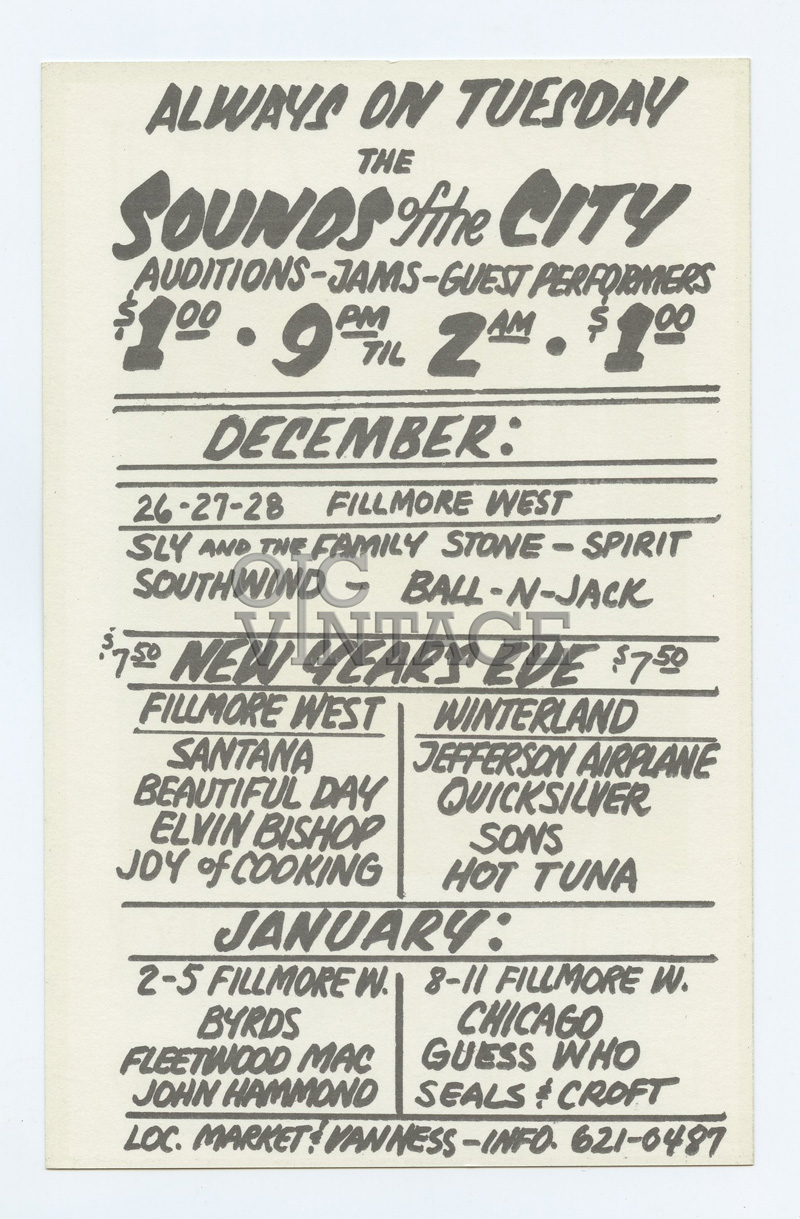 ALWAYS ON TUESDAY
THE
SOUNDS of the CITY
AUDITIONS-JAMS-GUEST PERFORMERS
$1.00 • 9 PM TIL 2 AM • $1.00
DECEMBER:
26-27-28 FILLMORE WEST
SLY AND THE FAMILY STONE - SPIRIT
SOUTHWIND - BALL-N-JACK
OJG
VINTAGE
$7.50 NEW YEARS EVE $7.50
FILLMORE WEST
SANTANA
BEAUTIFUL DAY
ELVIN BISHOP
JOY of COOKING
WINTERLAND
JEFFERSON AIRPLANE
QUICKSILVER
SONS
HOT TUNA
JANUARY:
2-5 FILLMORE W.
BYRDS
FLEETWOOD MAC
JOHN HAMMOND
8-11 FILLMORE W.
CHICAGO
GUESS WHO
SEALS & CROFT
LOC. MARKET & VAN NESS - INFO. 621-0487